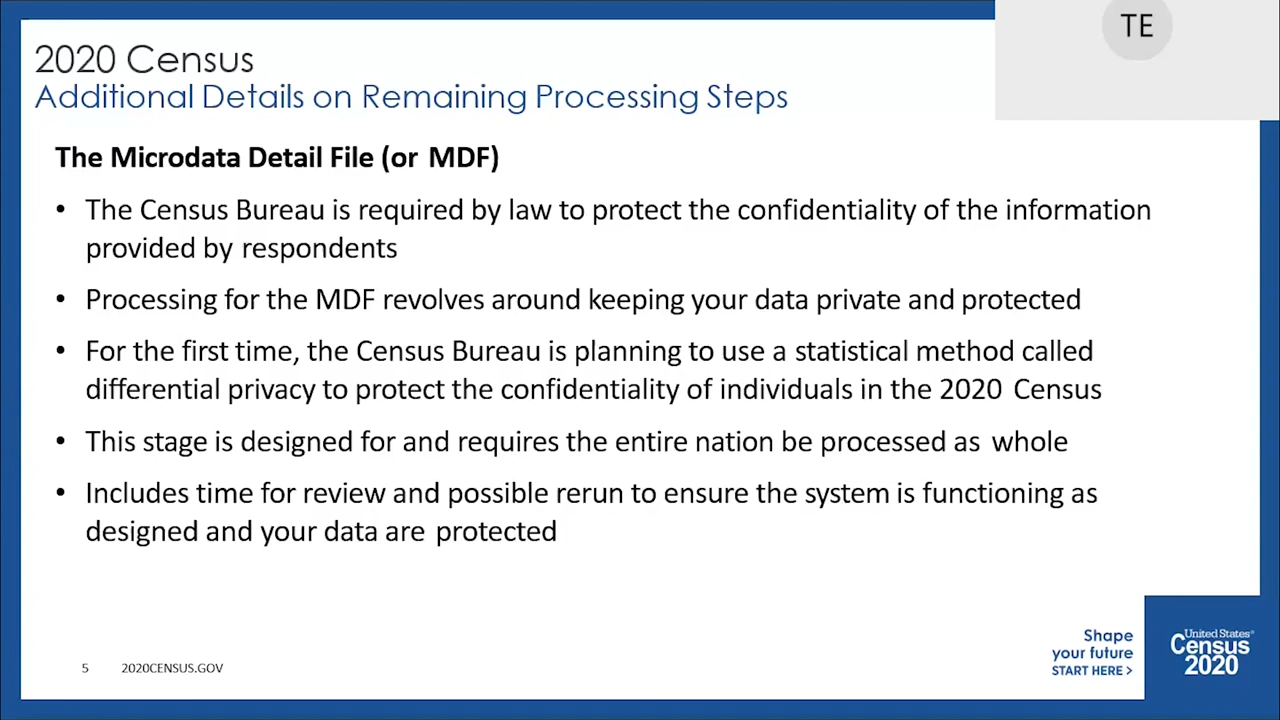 TE
2020 Census
Additional Details on Remaining Processing Steps
The Microdata Detail File (or MDF)
• The Census Bureau is required by law to protect the confidentiality of the information
provided by respondents
• Processing for the MDF revolves around keeping your data private and protected
• For the first time, the Census Bureau is planning to use a statistical method called
differential privacy to protect the confidentiality of individuals in the 2020 Census
• This stage is designed for and requires the entire nation be processed as whole
• Includes time for review and possible rerun to ensure the system is functioning as
designed and your data are protected
5 2020CENSUS.GOV
Shape
your future
START HERE >
United States®
Census
2020